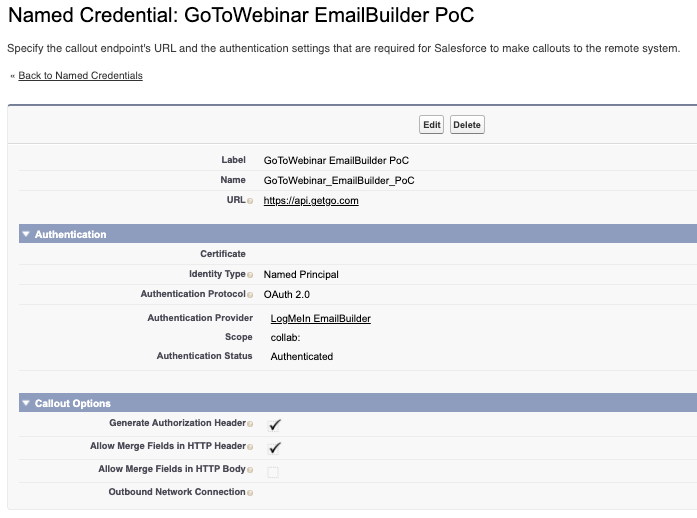 Named Credential: GoToWebinar EmailBuilder PoC
Specify the callout endpoint's URL and the authentication settings that are required for Salesforce to make callouts to the remote system.
« Back to Named Credentials
Edit Delete
Label GoToWebinar EmailBuilder PoC
Name GoToWebinar_EmailBuilder_PoC
URL https://api.getgo.com
Authentication
Certificate
Identity Type Named Principal
Authentication Protocol OAuth 2.0
Authentication Provider LogMeIn EmailBuilder
Scope collab:
Authentication Status Authenticated
Callout Options
Generate Authorization Header
Allow Merge Fields in HTTP Header
Allow Merge Fields in HTTP Body
Outbound Network Connection